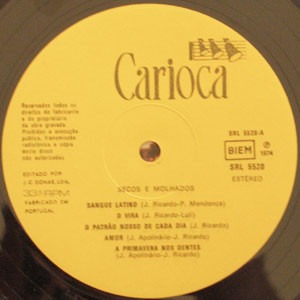 Carioca
Reservados todos os
direitos do fabricante
e do proprietário
da obra gravada.
Proibidas a execução
pública, transmissão
radiofónica e cópia
deste disco
não autorizadas.
SRL 5520-A
BIEM
Ⓟ
1974
SRL 5520
ESTÉREO
SECOS E MOLHADOS
EDITADO POR:
J. C. DONAS, LDA.
33 R.P.M.
FABRICADO EM
PORTUGAL.
SANGUE LATINO (J. Ricardo-P. Mendonça)
O VIRA (J. Ricardo-Luli)
O PATRÃO NOSSO DE CADA DIA (J. Ricardo)
AMOR (J. Apolinário-J. Ricardo)
A PRIMAVERA NOS DENTES
(J. Apolinário-J. Ricardo)